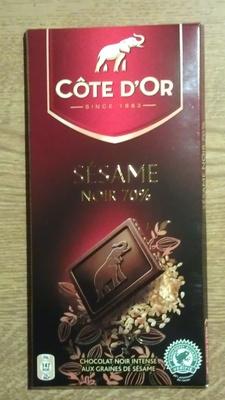 CÔTE D'OR
SINCE 1883
SÉSAME
NOIR 70%
CHOCOLAT NOIR INTENSE
AUX GRAINES DE SÉSAME